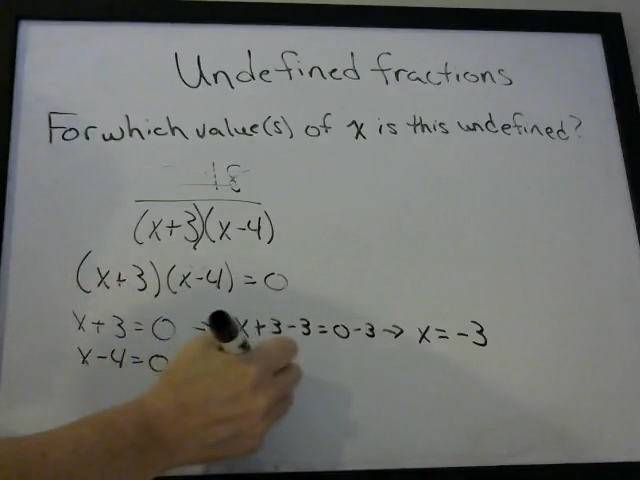 Undefined fractions
For which value(s) of x is this undefined?
18
(x+3)(x-4)
(x+3)(x-4)=0
x+3=0 → x+3-3=0-3 → x=-3
x-4=0